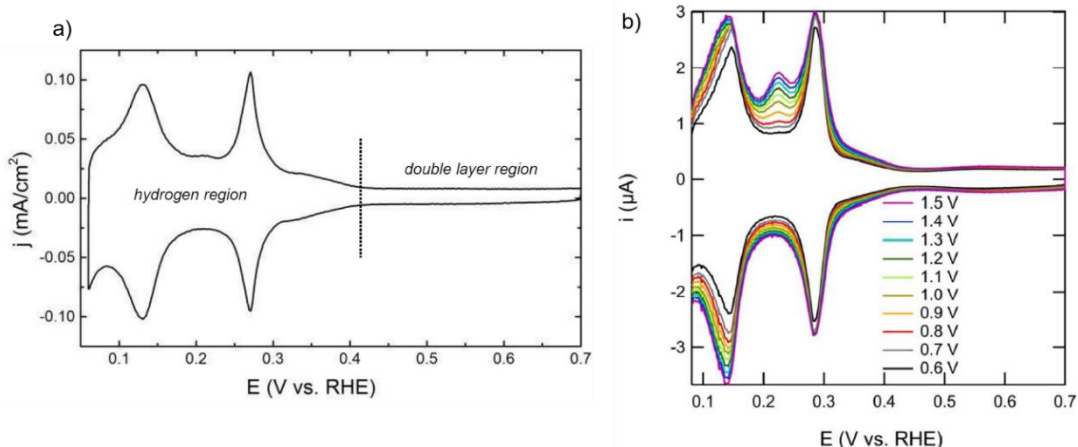 a)
j (mA/cm²)
0.10
0.05
0.00
-0.05
-0.10
hydrogen region
double layer region
0.1
0.2
0.3
0.4
0.5
0.6
0.7
E (V vs. RHE)
b)
i (µA)
3
2
1
0
-1
-2
-3
1.5 V
1.4 V
1.3 V
1.2 V
1.1 V
1.0 V
0.9 V
0.8 V
0.7 V
0.6 V
0.1
0.2
0.3
0.4
0.5
0.6
0.7
E (V vs. RHE)